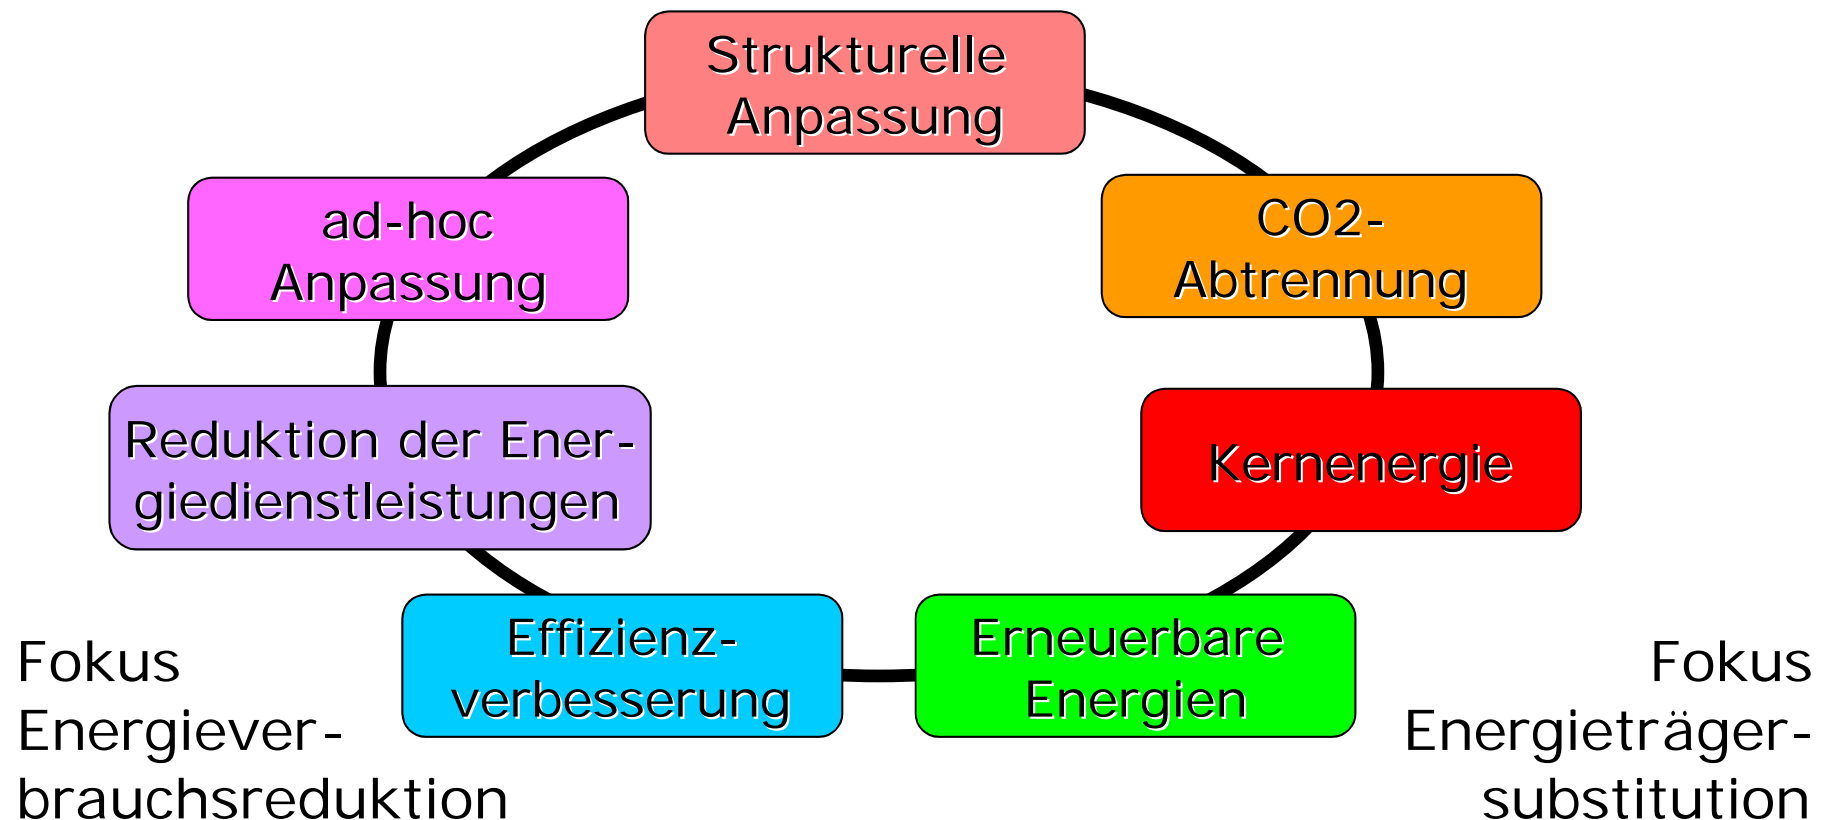 Strukturelle
Anpassung
ad-hoc
Anpassung
CO2-
Abtrennung
Reduktion der Ener-
giedienstleistungen
Kernenergie
Effizienz-
verbesserung
Erneuerbare
Energien
Fokus
Energiever-
brauchsreduktion
Fokus
Energieträger-
substitution